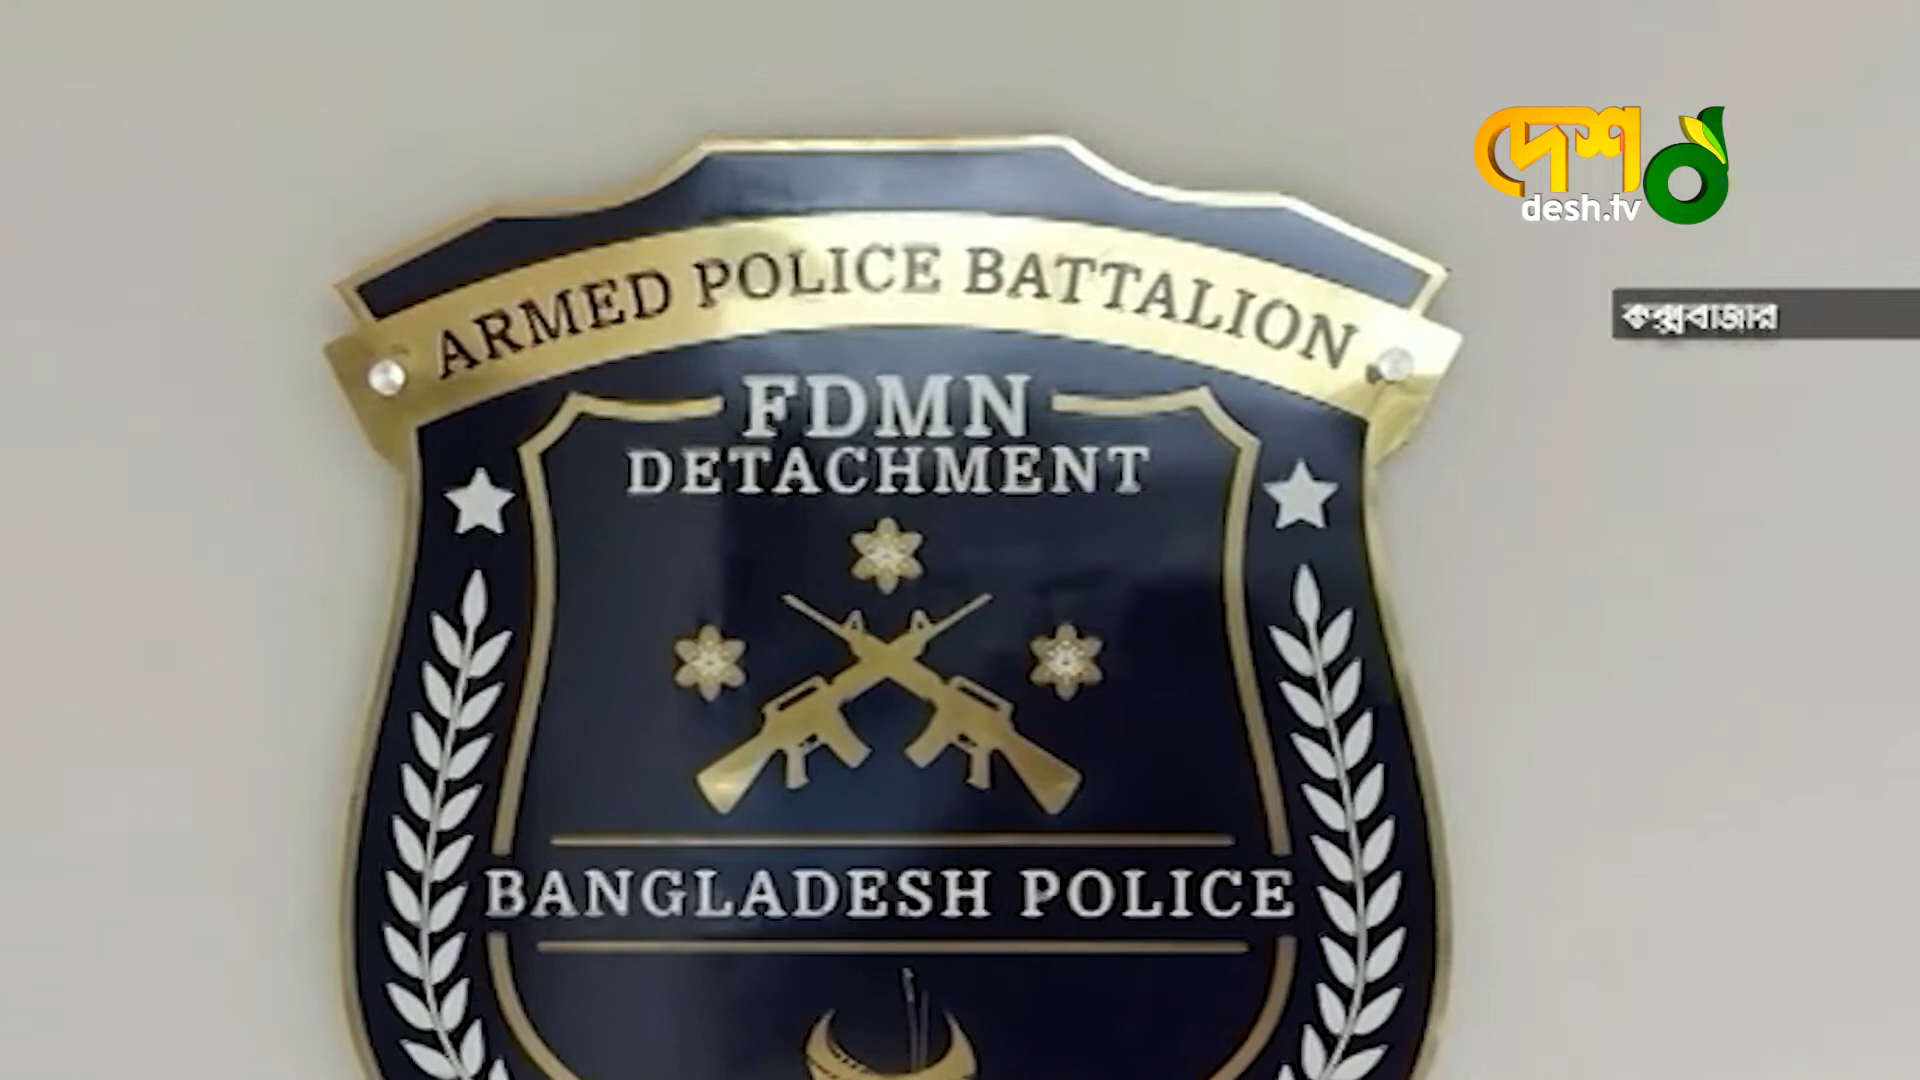 দেশ
desh.tv
কক্সবাজার
ARMED POLICE BATTALION
FDMN
DETACHMENT
BANGLADESH POLICE